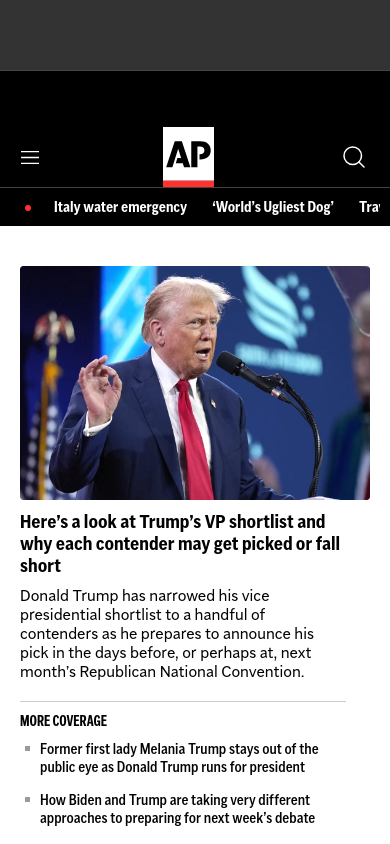 AP
Italy water emergency ‘World’s Ugliest Dog’
Here’s a look at Trump’s VP shortlist and
why each contender may get picked or fall
short
Donald Trump has narrowed his vice
presidential shortlist to a handful of
contenders as he prepares to announce his
pick in the days before, or perhaps at, next
month’s Republican National Convention.
MORE COVERAGE
Former first lady Melania Trump stays out of the
public eye as Donald Trump runs for president
How Biden and Trump are taking very different
approaches to preparing for next week’s debate